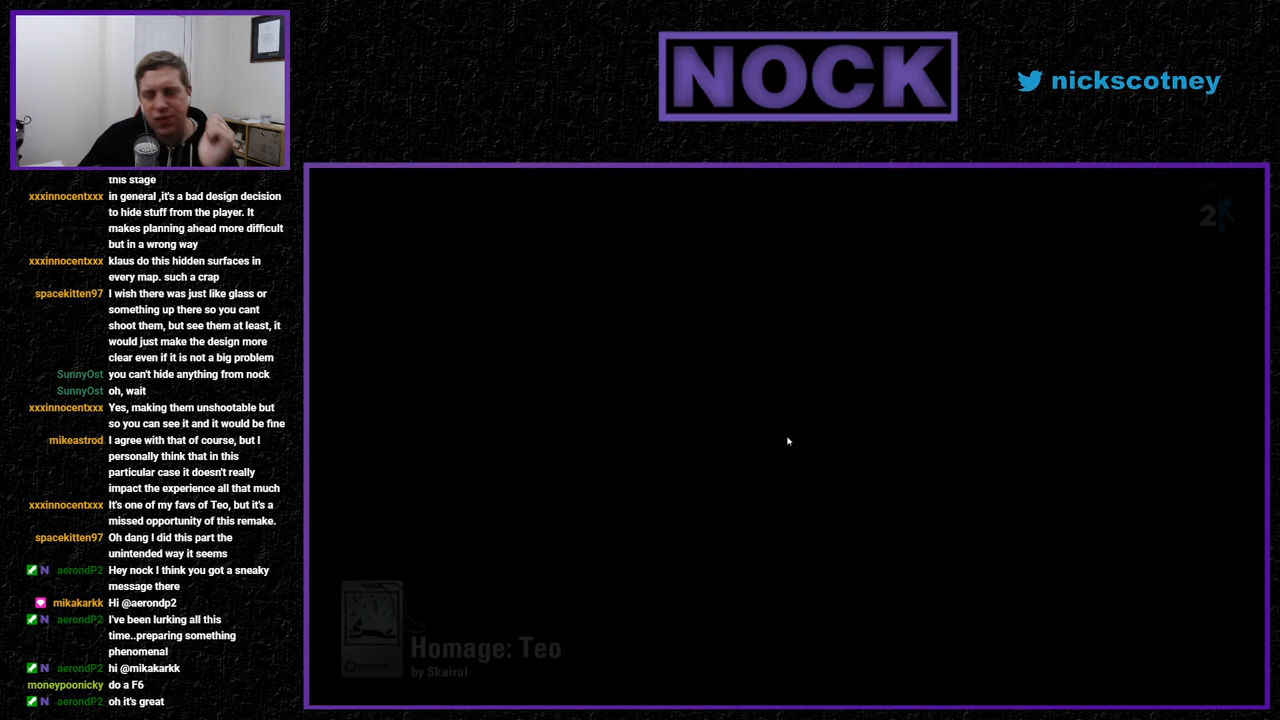 NOCK
nickscotney
this stage
xxxinnocentxxx in general ,it's a bad design decision
to hide stuff from the player. It
makes planning ahead more difficult
but in a wrong way
xxxinnocentxxx klaus do this hidden surfaces in
every map. such a crap
spacekitten97 I wish there was just like glass or
something up there so you cant
shoot them, but see them at least, it
would just make the design more
clear even if it is not a big problem
SunnyOst you can't hide anything from nock
SunnyOst oh, wait
xxxinnocentxxx Yes, making them unshootable but
so you can see it and it would be fine
mikeastrod I agree with that of course, but I
personally think that in this
particular case it doesn't really
impact the experience all that much
xxxinnocentxxx It's one of my favs of Teo, but it's a
missed opportunity of this remake.
spacekitten97 Oh dang I did this part the
unintended way it seems
N aerondP2 Hey nock I think you got a sneaky
message there
mikakarkk Hi @aerondp2
N aerondP2 I've been lurking all this
time..preparing something
phenomenal
N aerondP2 hi @mikakarkk
moneypoonicky do a F6
N aerondP2 oh it's great
2
Homage: Teo
by Skairul